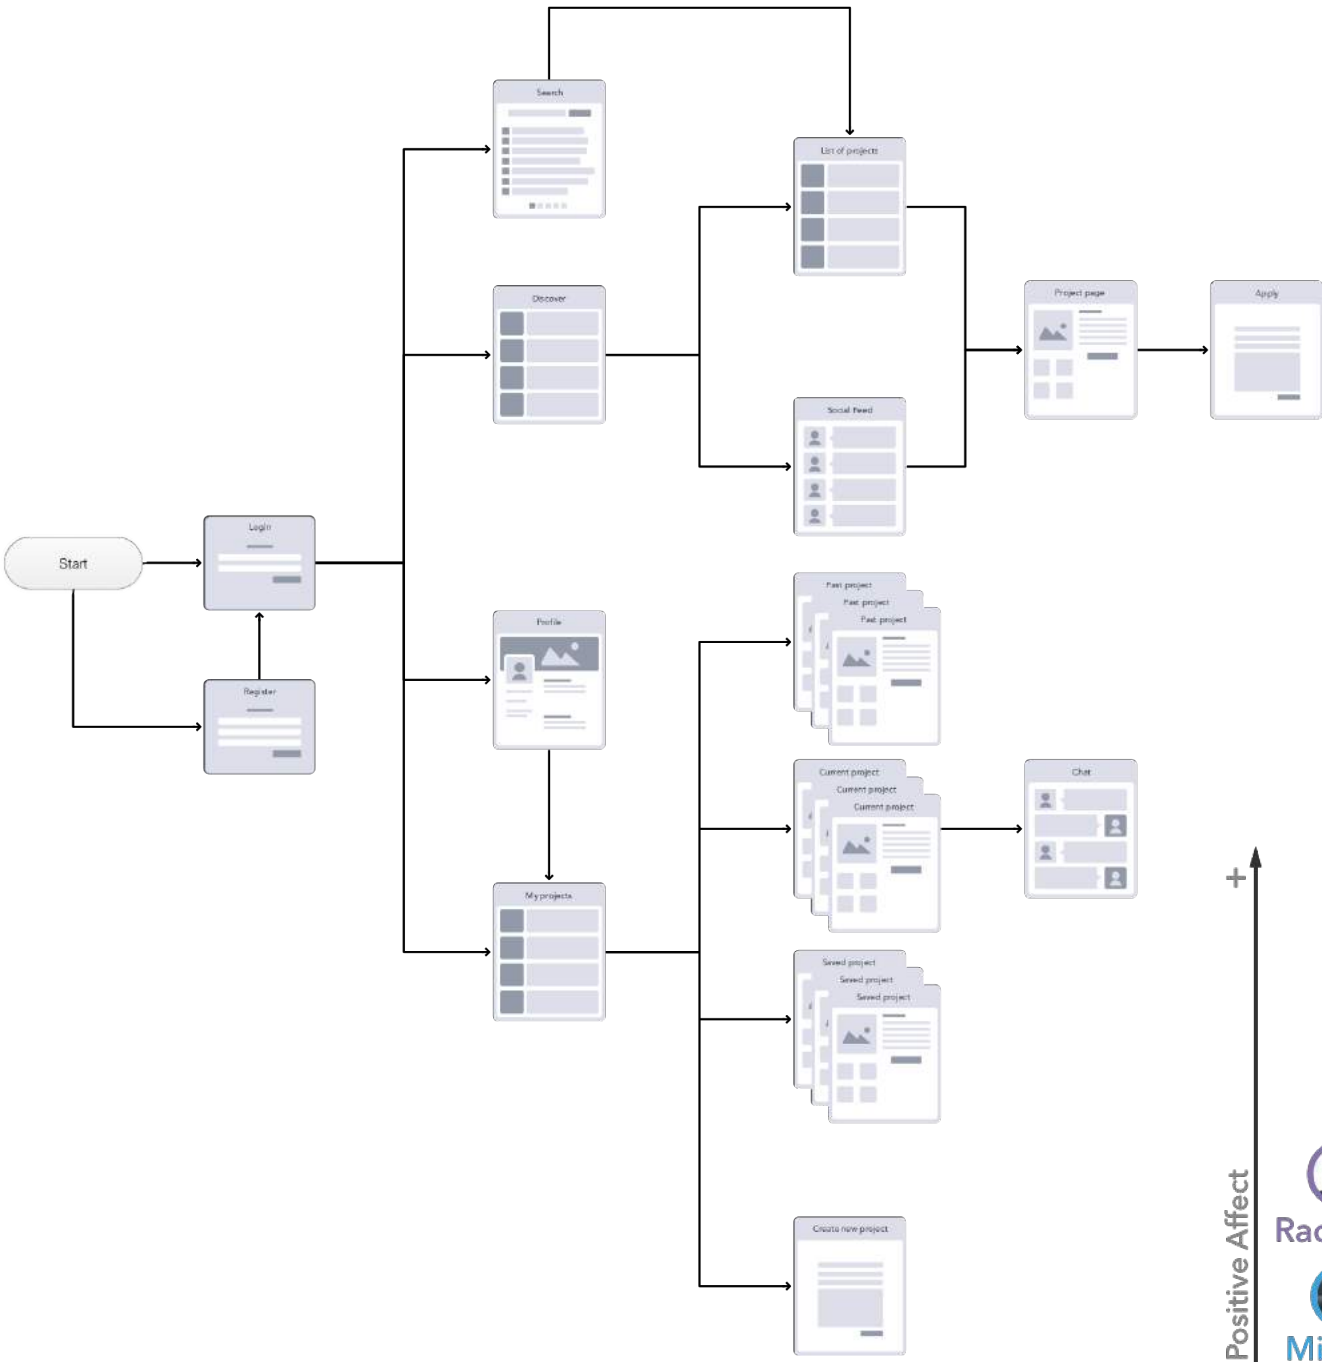 Search
List of projects
Discover
Project page
Apply
Social Feed
Login
Start
Past project
Past project
Past project
Profile
Register
Current project
Current project
Current project
Chat
+
My projects
Saved project
Saved project
Saved project
Positive Affect
Create new project